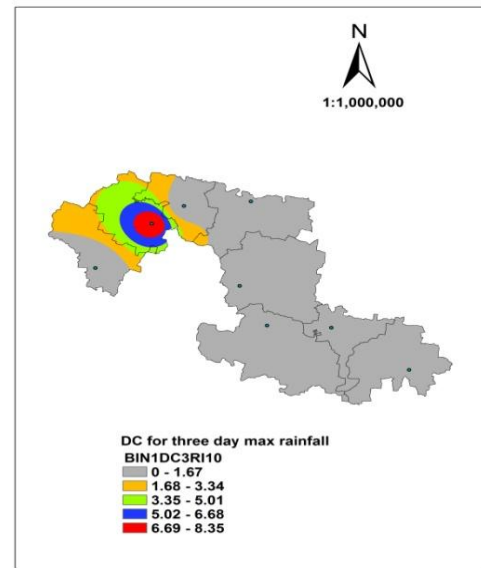 N
1:1,000,000
DC for three day max rainfall
BIN1DC3RI10
0 - 1.67
1.68 - 3.34
3.35 - 5.01
5.02 - 6.68
6.69 - 8.35